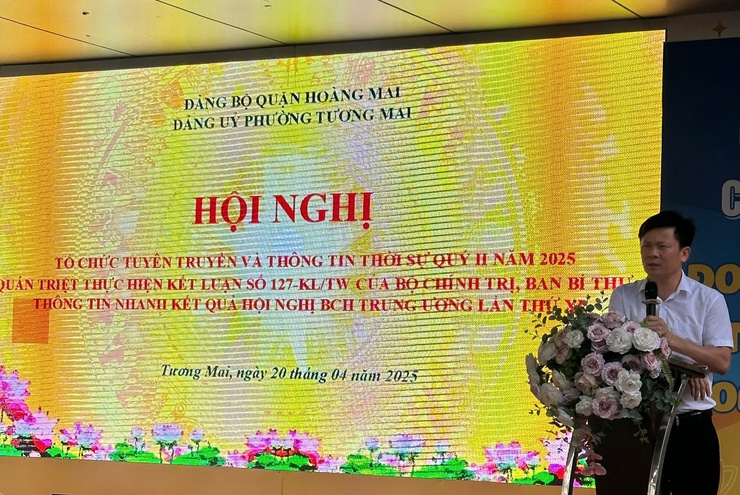 ĐẢNG BỘ QUẬN HOÀNG MAI
ĐẢNG UỶ PHƯỜNG TƯƠNG MAI
HỘI NGHỊ
TỔ CHỨC TUYÊN TRUYỀN VÀ THÔNG TIN THỜI SỰ QUÝ II NĂM 2025
QUÁN TRIỆT THỰC HIỆN KẾT LUẬN SỐ 127-KL/TW CỦA BỘ CHÍNH TRỊ, BAN BÍ THƯ
THÔNG TIN NHANH KẾT QUẢ HỘI NGHỊ BCH TRUNG ƯƠNG LẦN THỨ
Tương Mai, ngày 20 tháng 04 năm 2025